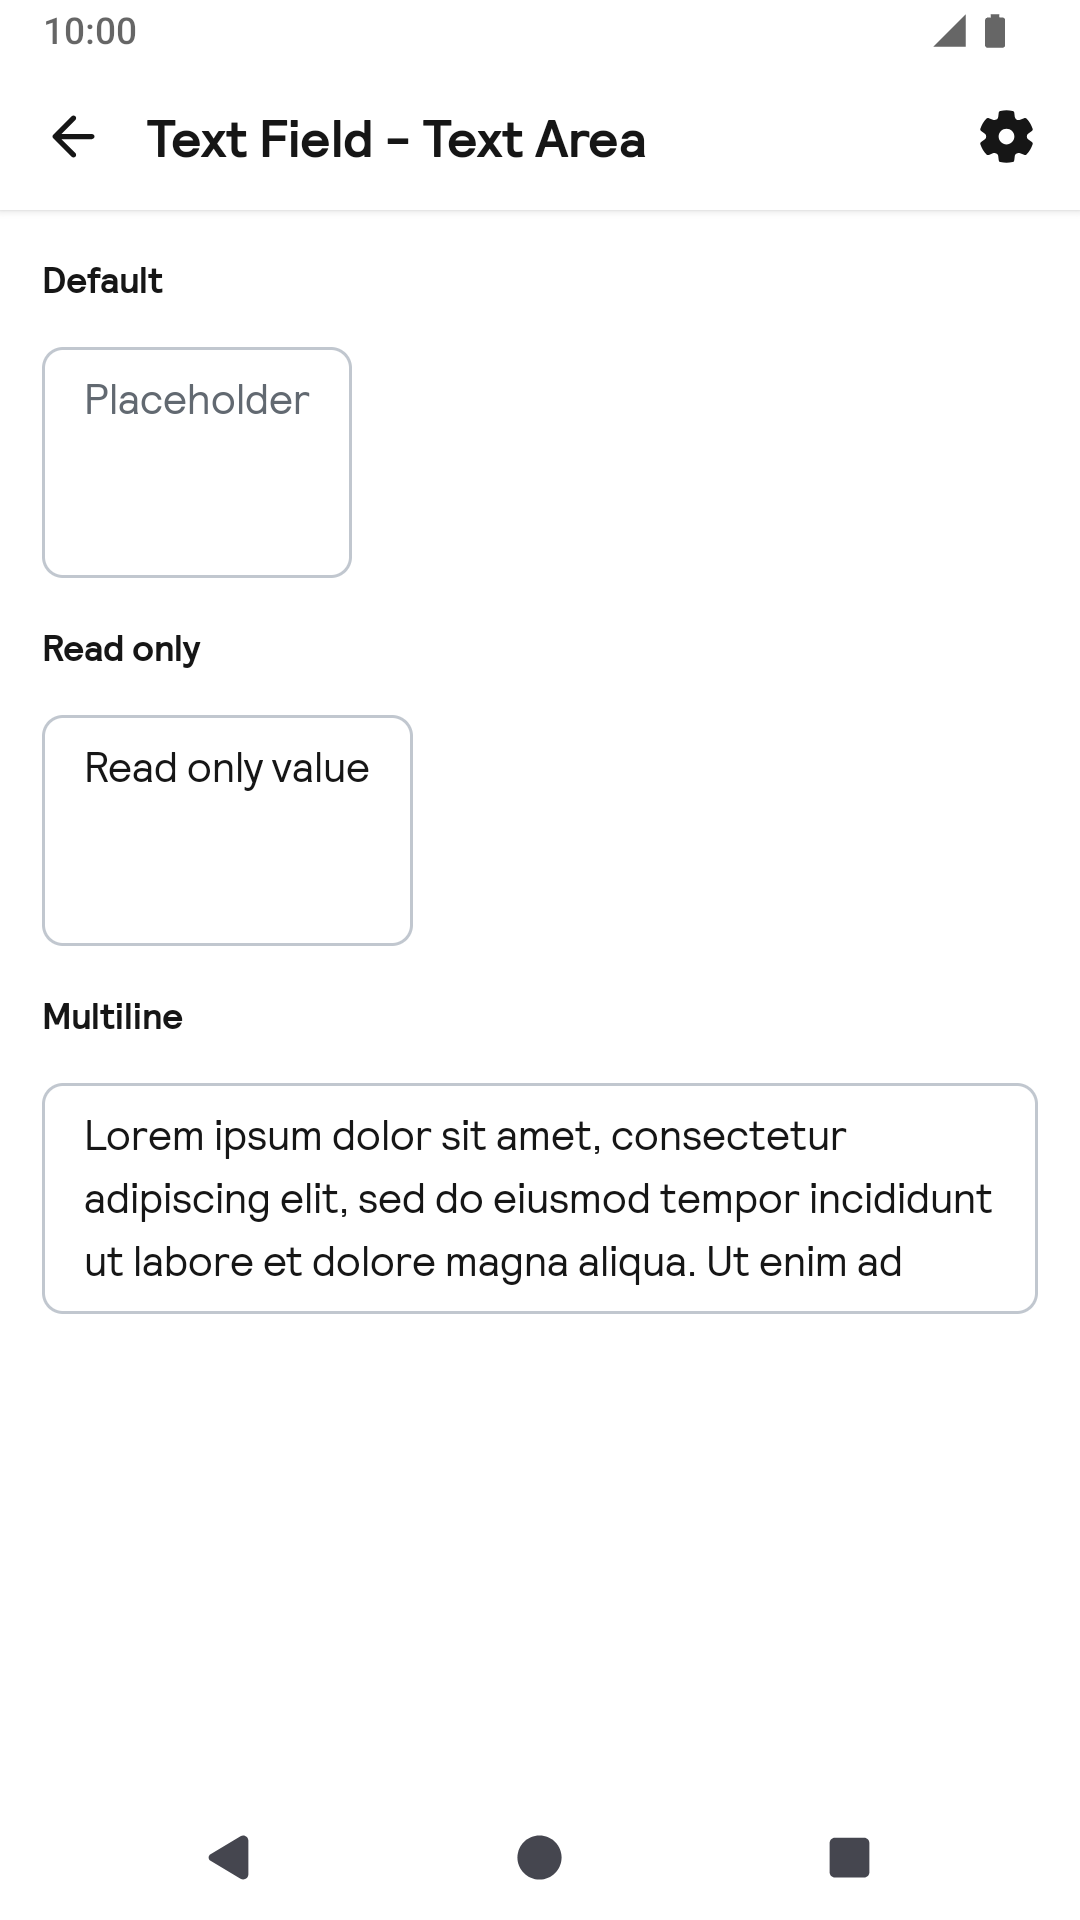 10:00
Text Field - Text Area
Default
Placeholder
Read only
Read only value
Multiline
Lorem ipsum dolor sit amet, consectetur
adipiscing elit, sed do eiusmod tempor incididunt
ut labore et dolore magna aliqua. Ut enim ad